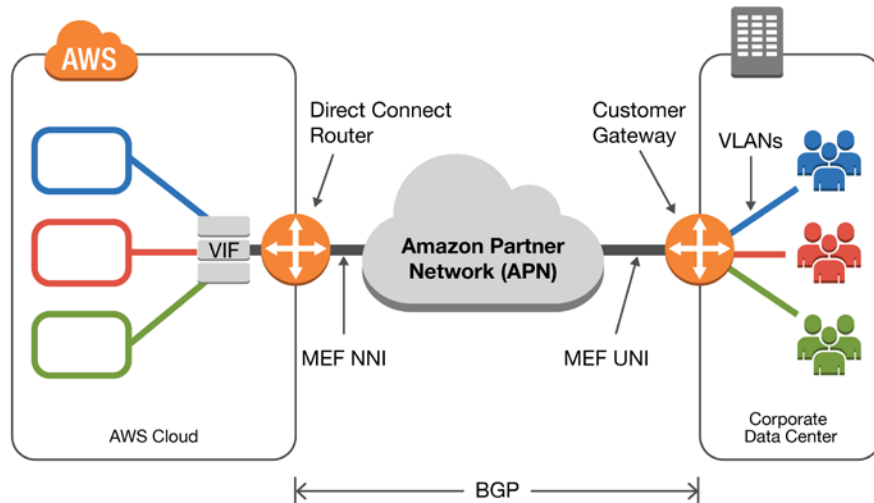 AWS
Direct Connect
Router
Customer
Gateway
VLANs
VIF
Amazon Partner
Network (APN)
MEF NNI
MEF UNI
AWS Cloud
Corporate
Data Center
BGP